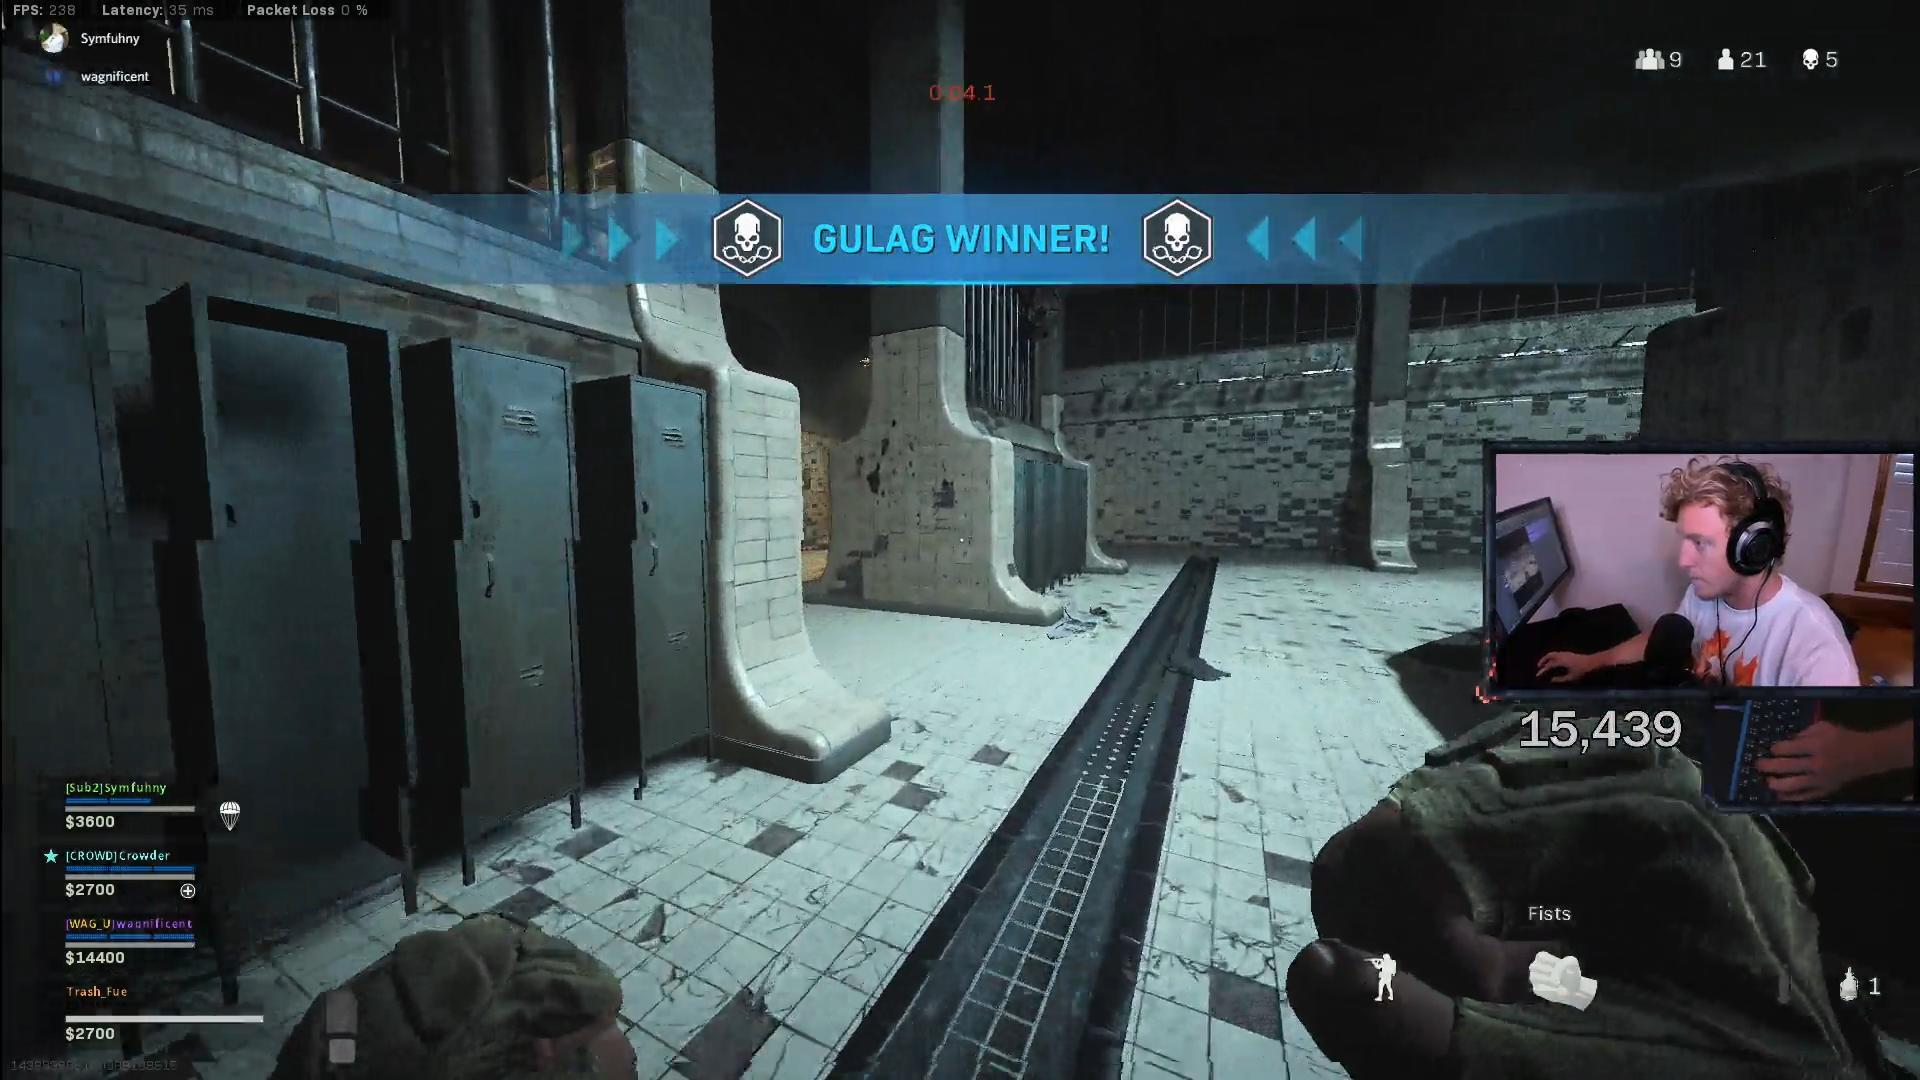 FPS: 238 Latency: 35 ms Packet Loss 0 %
Symfuhny
wagnificent
9 21 5
0:04.1
GULAG WINNER!
15,439
[Sub2]Symfuhny
$3600
[CROWD]Crowder
$2700
[WAG_U]wagnificent
$14400
Trash_Fue
$2700
Fists
1